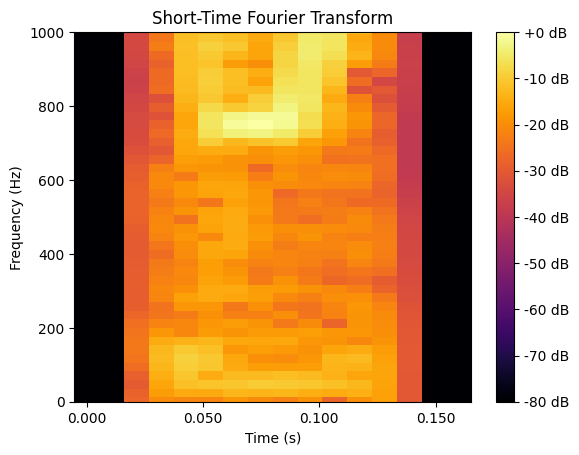 Short-Time Fourier Transform
1000
800
600
400
200
0
Frequency (Hz)
0.000
0.050
0.100
0.150
Time (s)
+0 dB
-10 dB
-20 dB
-30 dB
-40 dB
-50 dB
-60 dB
-70 dB
-80 dB